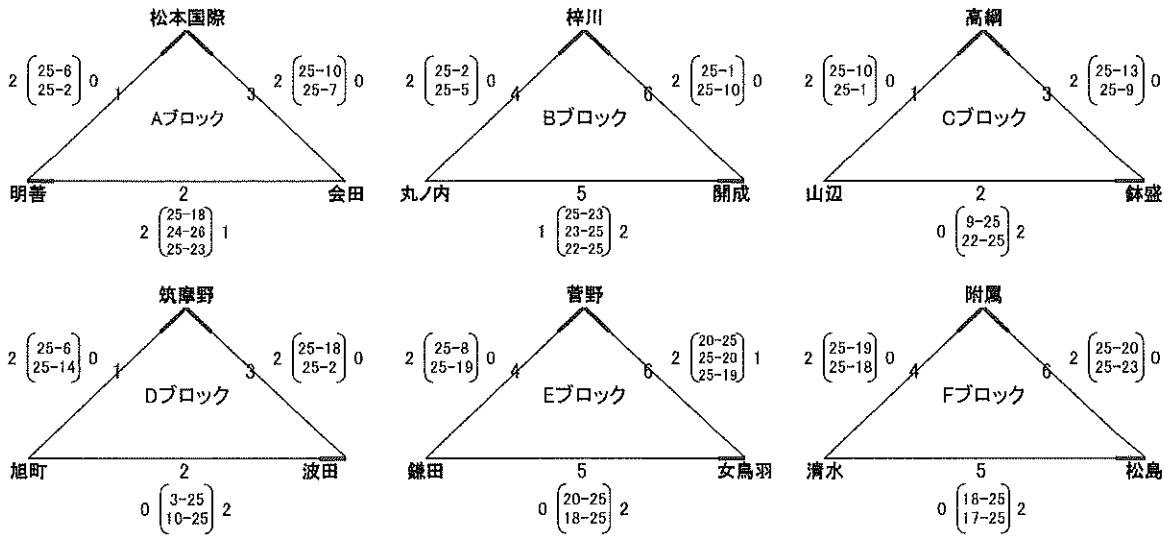 松本国際
2 25-6 0
25-2
1
3
2 25-10 0
25-7
Aブロック
明善
2
会田
2 25-18 1
24-26
25-23
梓川
2 25-2 0
25-5
4
6
2 25-1 0
25-10
Bブロック
丸ノ内
5
開成
1 25-23 2
23-25
22-25
高綱
2 25-10 0
25-1
1
3
2 25-13 0
25-9
Cブロック
山辺
2
鉢盛
0 9-25 2
22-25
筑摩野
2 25-6 0
25-14
1
3
2 25-18 0
25-2
Dブロック
旭町
2
波田
0 3-25 2
10-25
菅野
2 25-8 0
25-19
4
6
2 20-25 1
25-20
25-19
Eブロック
鎌田
5
女鳥羽
0 20-25 2
18-25
附属
2 25-19 0
25-18
4
6
2 25-20 0
25-23
Fブロック
清水
5
松島
0 18-25 2
17-25